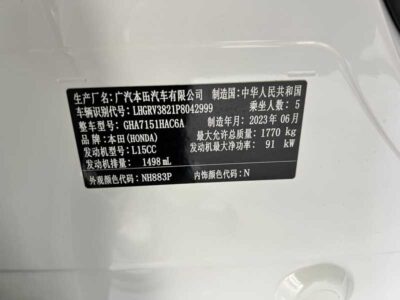 生产厂名：广汽本田汽车有限公司 制造国：中华人民共和国
车辆识别代号：LHGRV3821P8042999 乘坐人数：5
整车型号：GHA7151HAC6A 制造年月：2023年06月
品牌：本田(HONDA) 最大允许总质量：1770 kg
发动机型号：L15CC 发动机最大净功率：91 kW
发动机排量：1498 mL
外观颜色代码：NH883P 内饰颜色代码：N